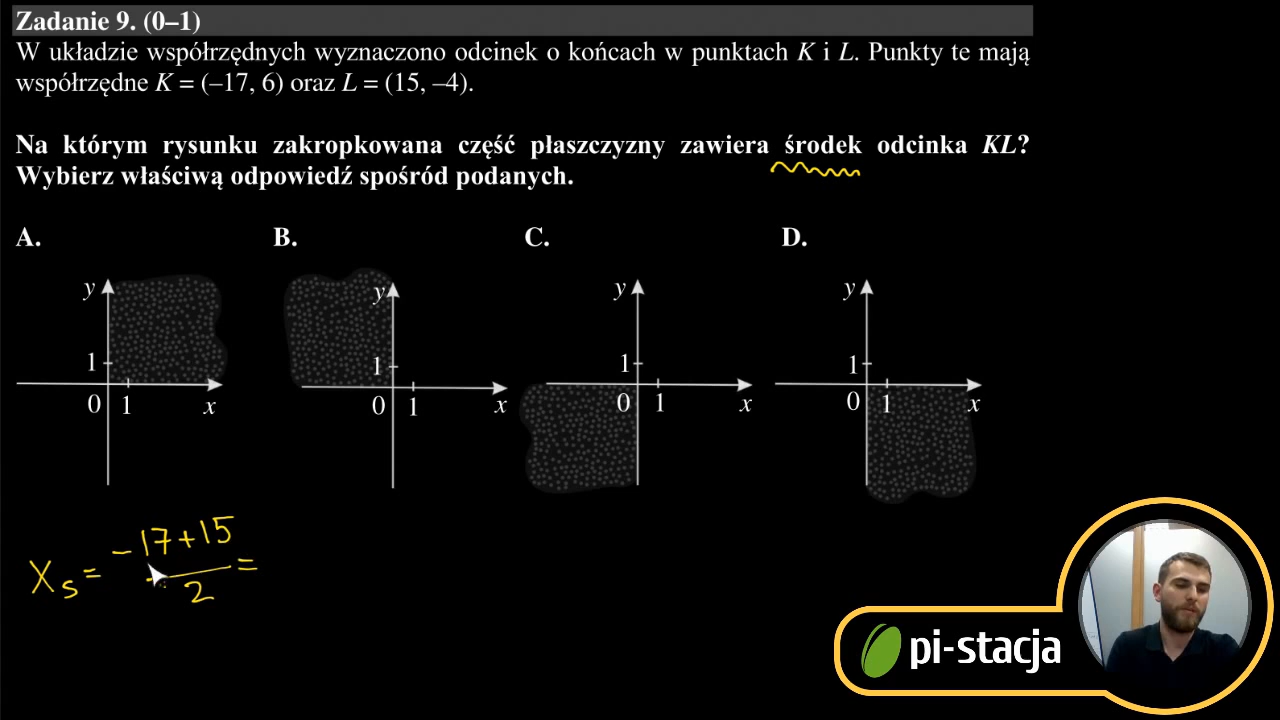 Zadanie 9. (0–1)
W układzie współrzędnych wyznaczono odcinek o końcach w punktach K i L. Punkty te mają
współrzędne K = (–17, 6) oraz L = (15, –4).
Na którym rysunku zakropkowana część płaszczyzny zawiera środek odcinka KL?
Wybierz właściwą odpowiedź spośród podanych.
A. B. C. D.
y y y y
1 1 1 1
0 1 x 0 1 x 0 1 x 0 1 x
-17+15
Xs= =
2
pi-stacja